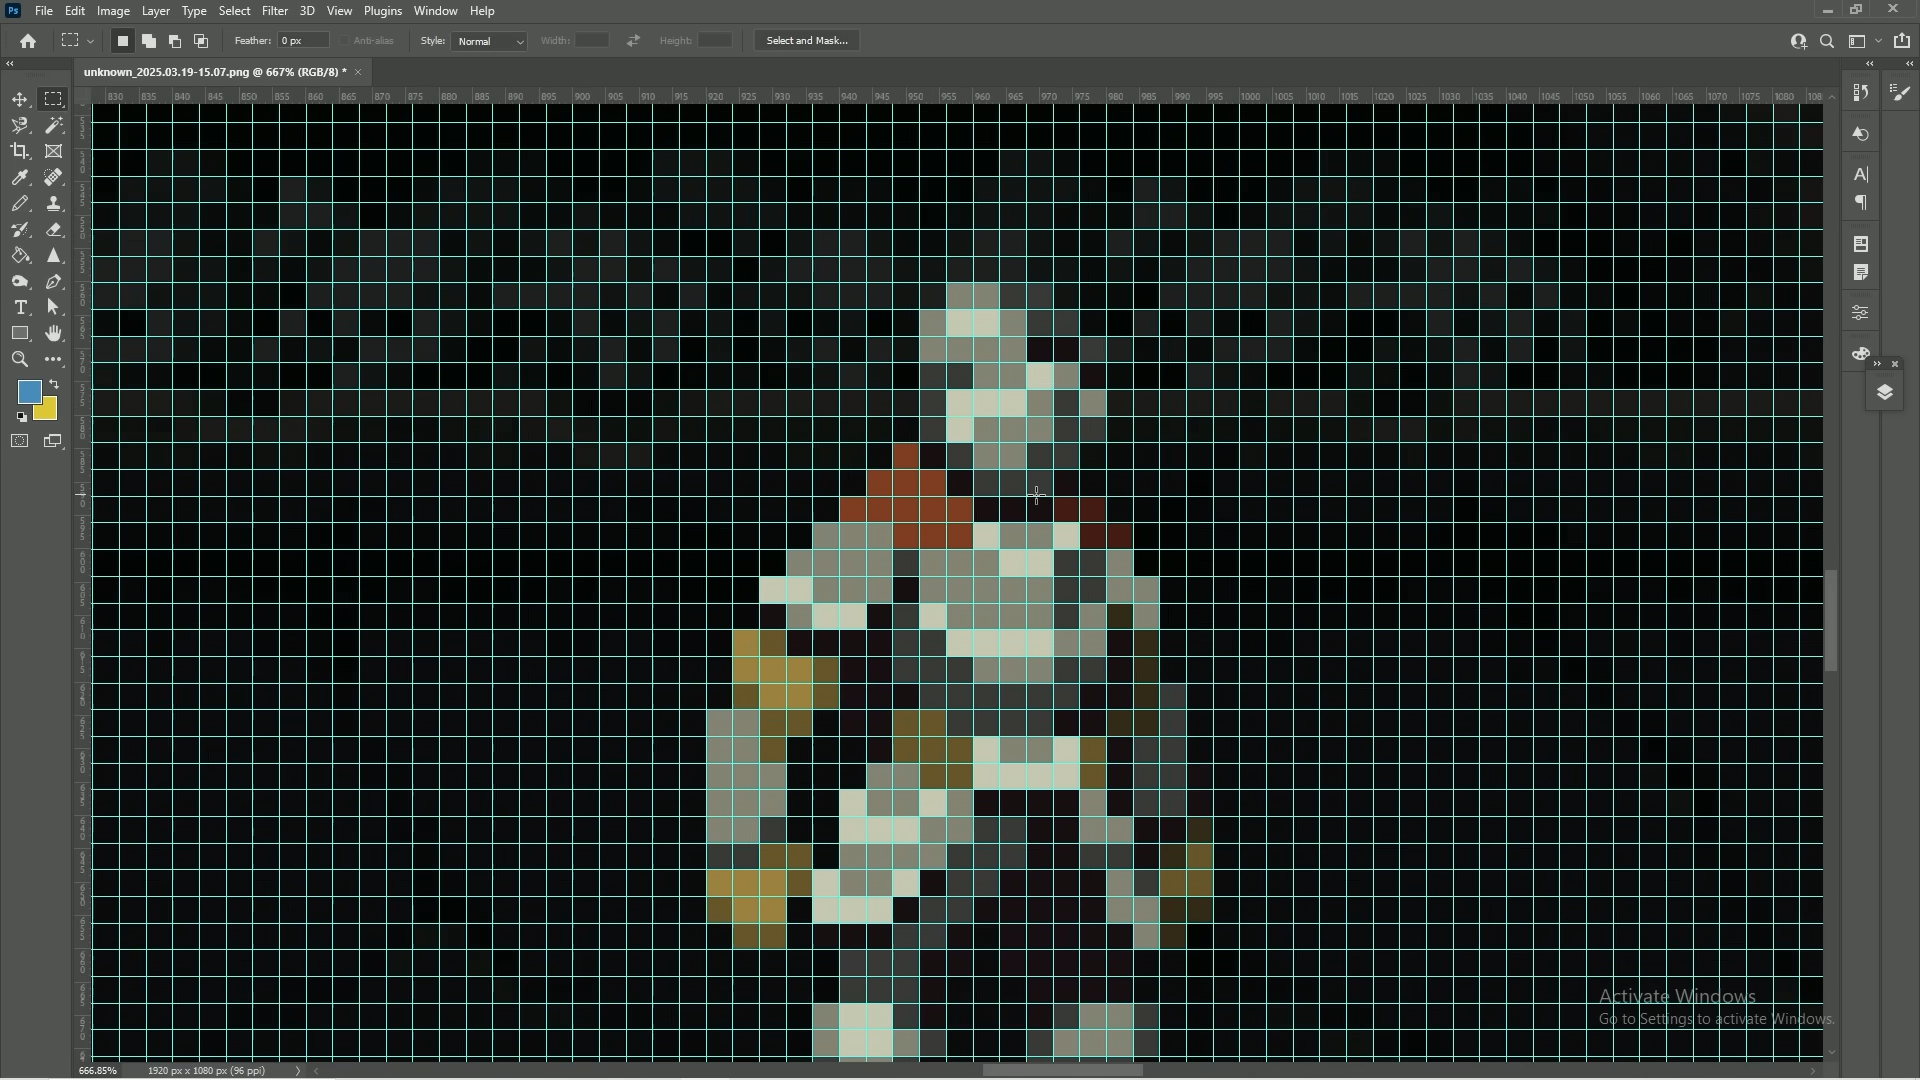 Ps File Edit Image Layer Type Select Filter 3D View Plugins Window Help
Feather: 0 px Anti-alias Style: Normal Width: Height: Select and Mask...
unknown_2025.03.19-15.07.png @ 667% (RGB/8) * ×
830 835 840 845 850 855 860 865 870 875 880 885 890 895 900 905 910 915 920 925 930 935 940 945 950 955 960 965 970 975 980 985 990 995 1000 1005 1010 1015 1020 1025 1030 1035 1040 1045 1050 1055 1060 1065 1070 1075 1080
Activate Windows
Go to Settings to activate Windows.
666.85% 1920 px x 1080 px (96 ppi)